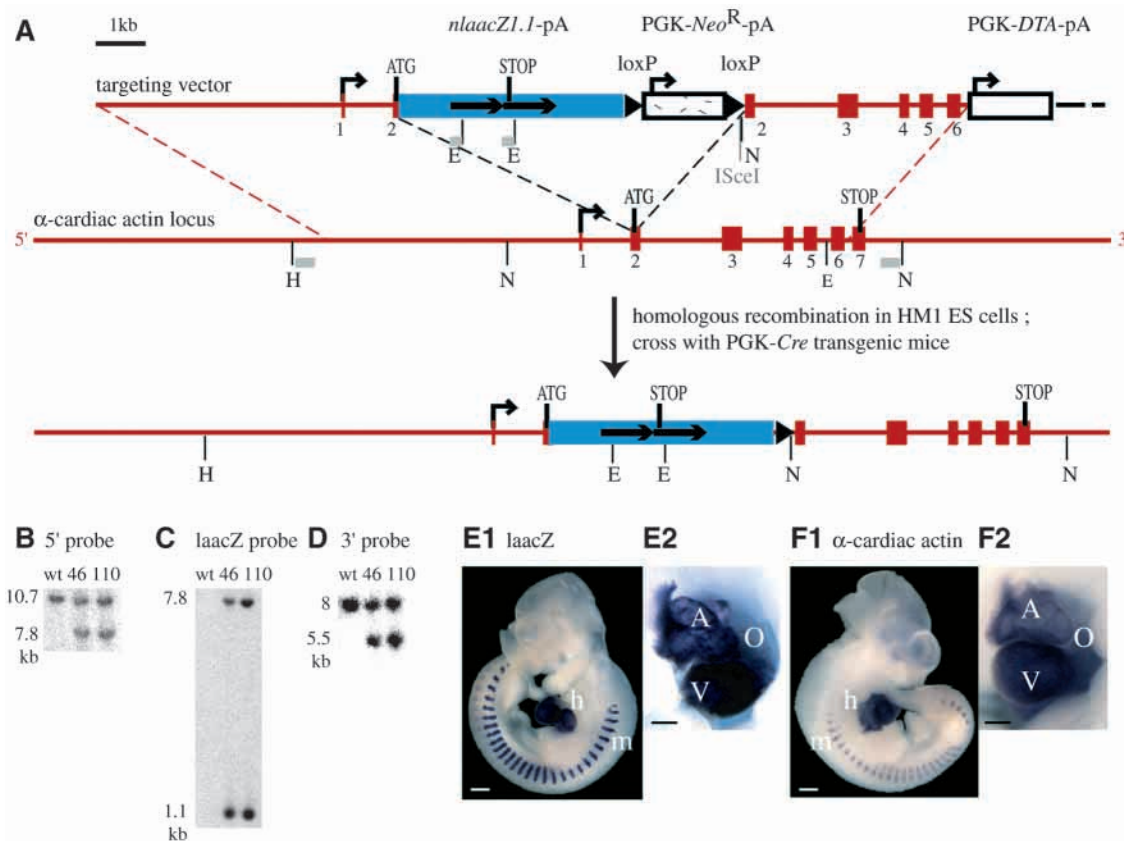 A
1kb
nlaacZ1.1-pA
PGK-Neo^R-pA
PGK-DTA-pA
targeting vector
ATG
STOP
loxP
loxP
1
2
2
3
4
5
6
E
E
N
ISceI
α-cardiac actin locus
ATG
STOP
5'
3'
H
N
1
2
3
4
5
E
6
7
N
homologous recombination in HM1 ES cells ;
cross with PGK-Cre transgenic mice
ATG
STOP
STOP
H
E
E
N
N
B 5' probe
wt 46 110
10.7
7.8
kb
C laacZ probe
wt 46 110
7.8
1.1
kb
D 3' probe
wt 46 110
8
5.5
kb
E1 laacZ
h
m
E2
A
O
V
F1 α-cardiac actin
h
m
F2
A
O
V